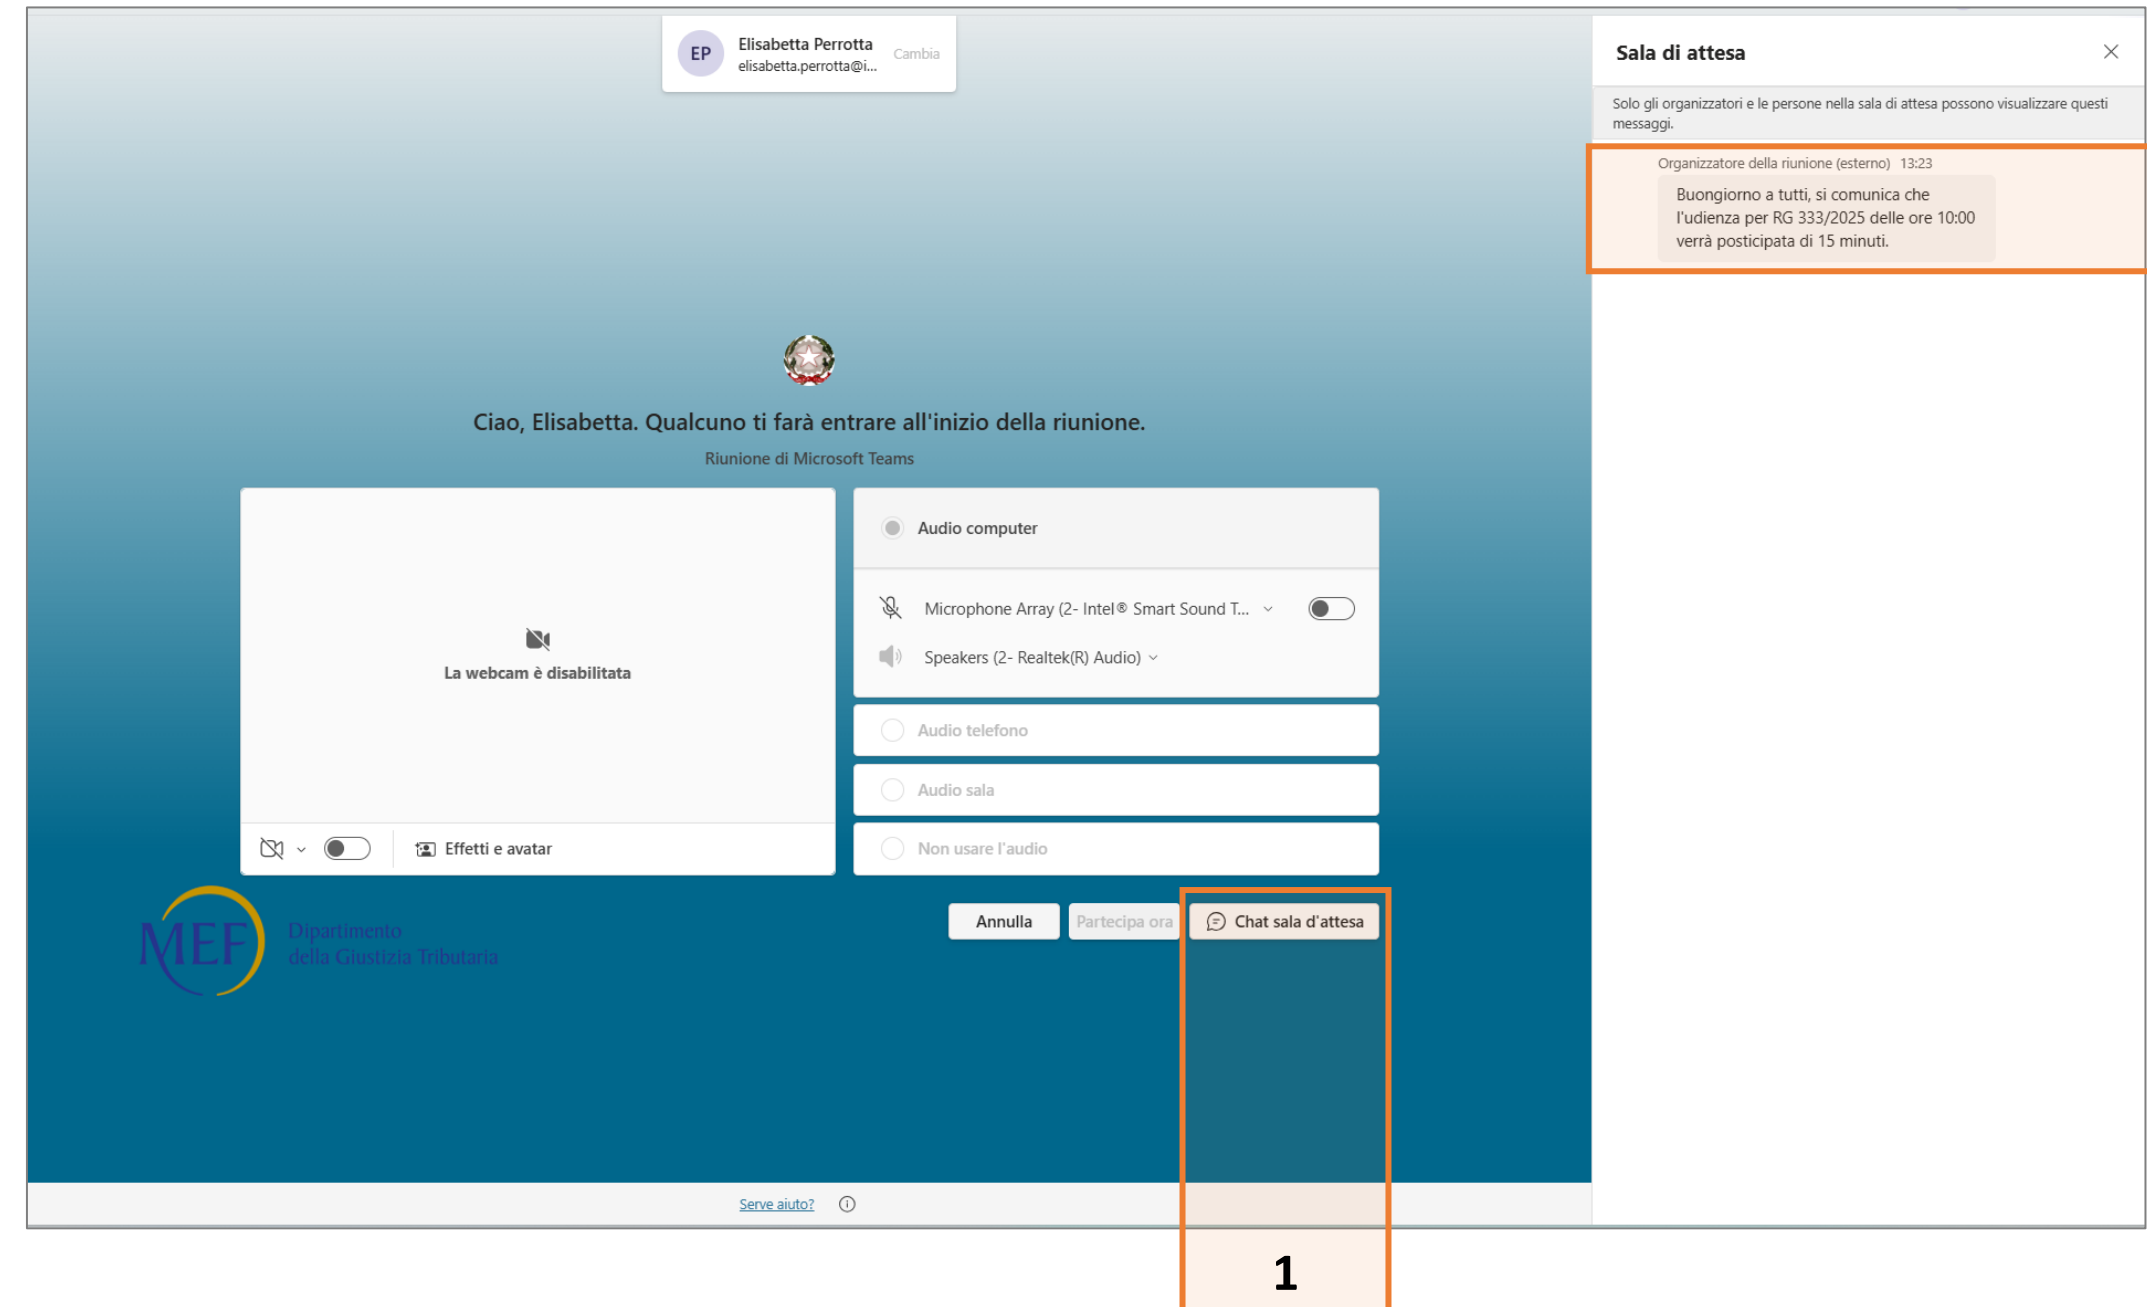 EP
Elisabetta Perrotta
elisabetta.perrotta@i...
Cambia
Ciao, Elisabetta. Qualcuno ti farà entrare all'inizio della riunione.
Riunione di Microsoft Teams
La webcam è disabilitata
Effetti e avatar
Audio computer
Microphone Array (2- Intel® Smart Sound T...
Speakers (2- Realtek(R) Audio)
Audio telefono
Audio sala
Non usare l'audio
Annulla
Partecipa ora
Chat sala d'attesa
MEF
Dipartimento
della Giustizia Tributaria
Serve aiuto?
Sala di attesa
Solo gli organizzatori e le persone nella sala di attesa possono visualizzare questi
messaggi.
Organizzatore della riunione (esterno) 13:23
Buongiorno a tutti, si comunica che
l'udienza per RG 333/2025 delle ore 10:00
verrà posticipata di 15 minuti.
1